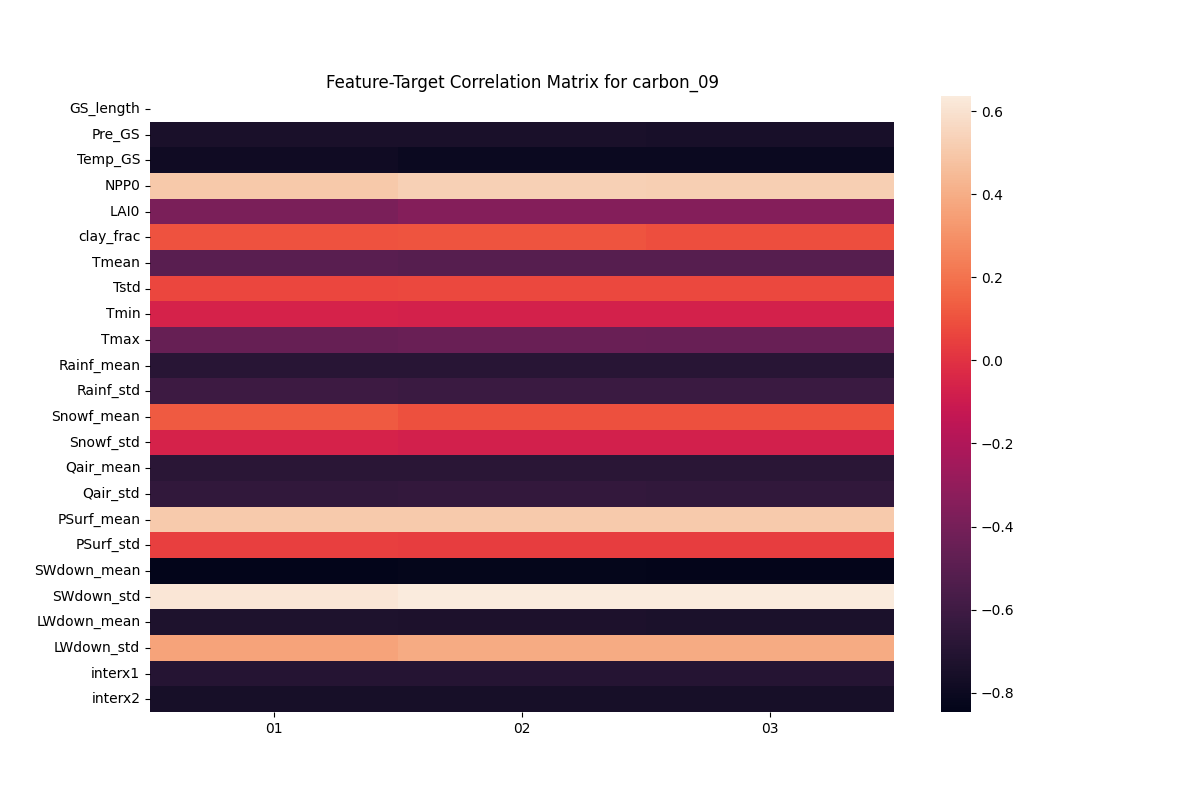 Feature-Target Correlation Matrix for carbon_09
GS_length
Pre_GS
Temp_GS
NPP0
LAI0
clay_frac
Tmean
Tstd
Tmin
Tmax
Rainf_mean
Rainf_std
Snowf_mean
Snowf_std
Qair_mean
Qair_std
PSurf_mean
PSurf_std
SWdown_mean
SWdown_std
LWdown_mean
LWdown_std
interx1
interx2
01 02 03
0.6
0.4
0.2
0.0
−0.2
−0.4
−0.6
−0.8